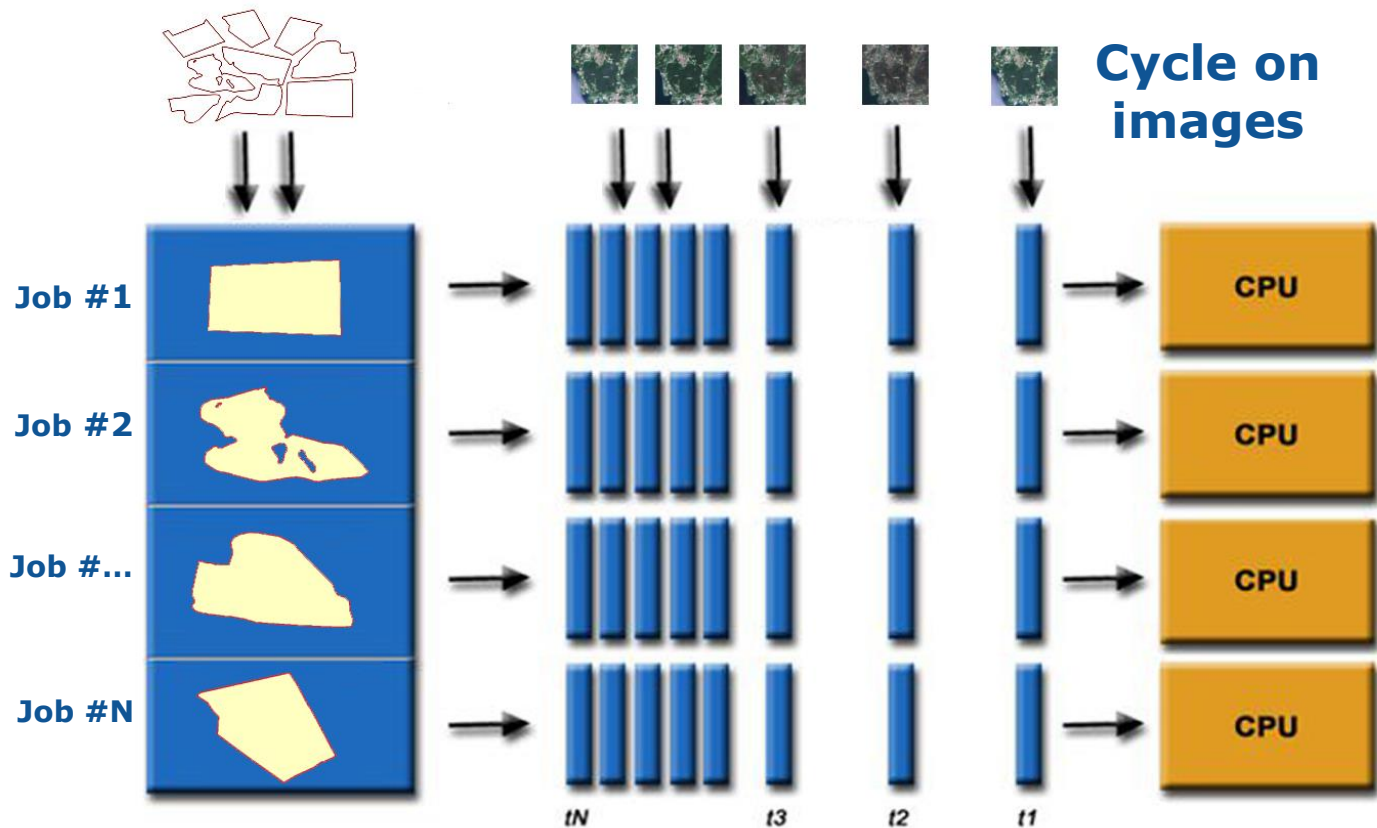 Cycle on
images
Job #1
CPU
Job #2
CPU
Job #...
CPU
Job #N
CPU
tN t3 t2 t1